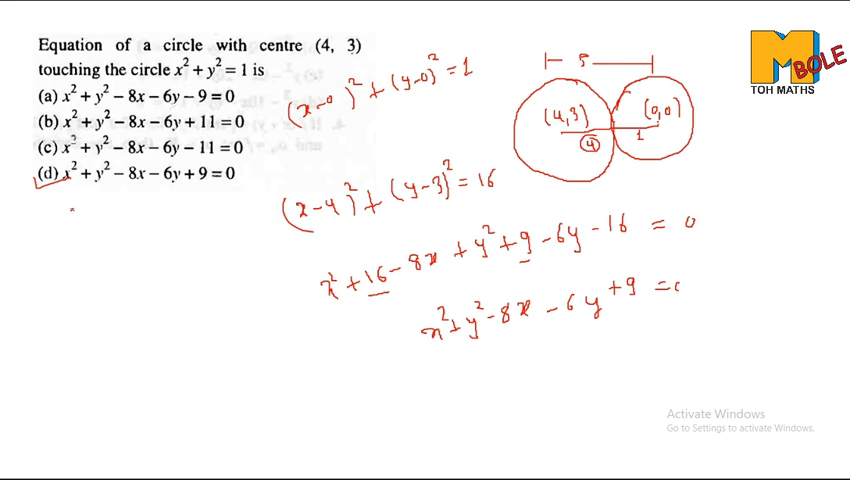 Equation of a circle with centre (4, 3)
touching the circle x² + y² = 1 is
(a) x² + y² − 8x − 6y − 9 = 0
(b) x² + y² − 8x − 6y + 11 = 0
(c) x² + y² − 8x − 6y − 11 = 0
(d) x² + y² − 8x − 6y + 9 = 0
(x-0)² + (y-0)² = 1
5
(4,3)
(0,0)
4
1
(x-4)² + (y-3)² = 16
x² + 16 - 8x + y² + 9 - 6y - 16 = 0
x² + y² - 8x - 6y + 9 = 0
M
BOLE
TOH MATHS
Activate Windows
Go to Settings to activate Windows.